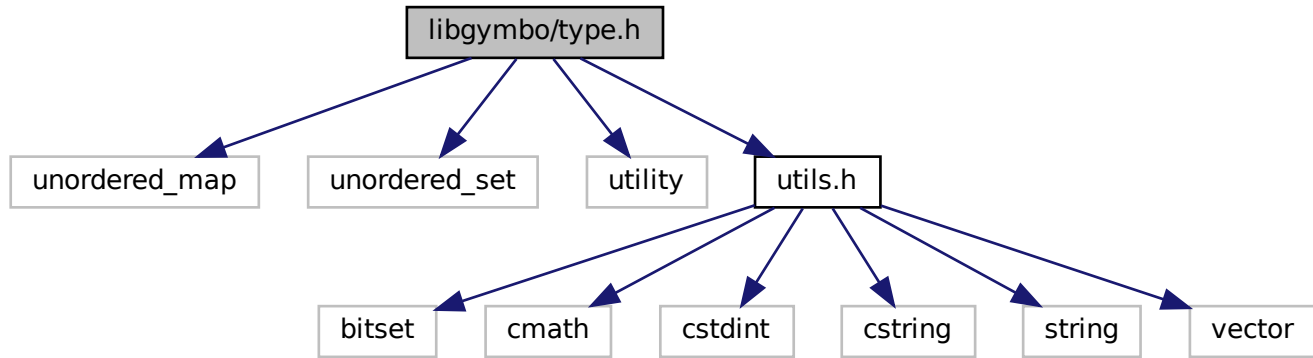 libgymbo/type.h
unordered_map
unordered_set
utility
utils.h
bitset
cmath
cstdint
cstring
string
vector